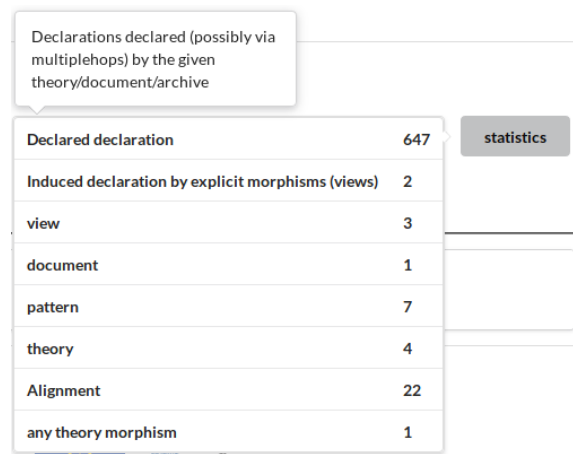 Declarations declared (possibly via
multiplehops) by the given
theory/document/archive
Declared declaration 647
statistics
Induced declaration by explicit morphisms (views) 2
view 3
document 1
pattern 7
theory 4
Alignment 22
any theory morphism 1